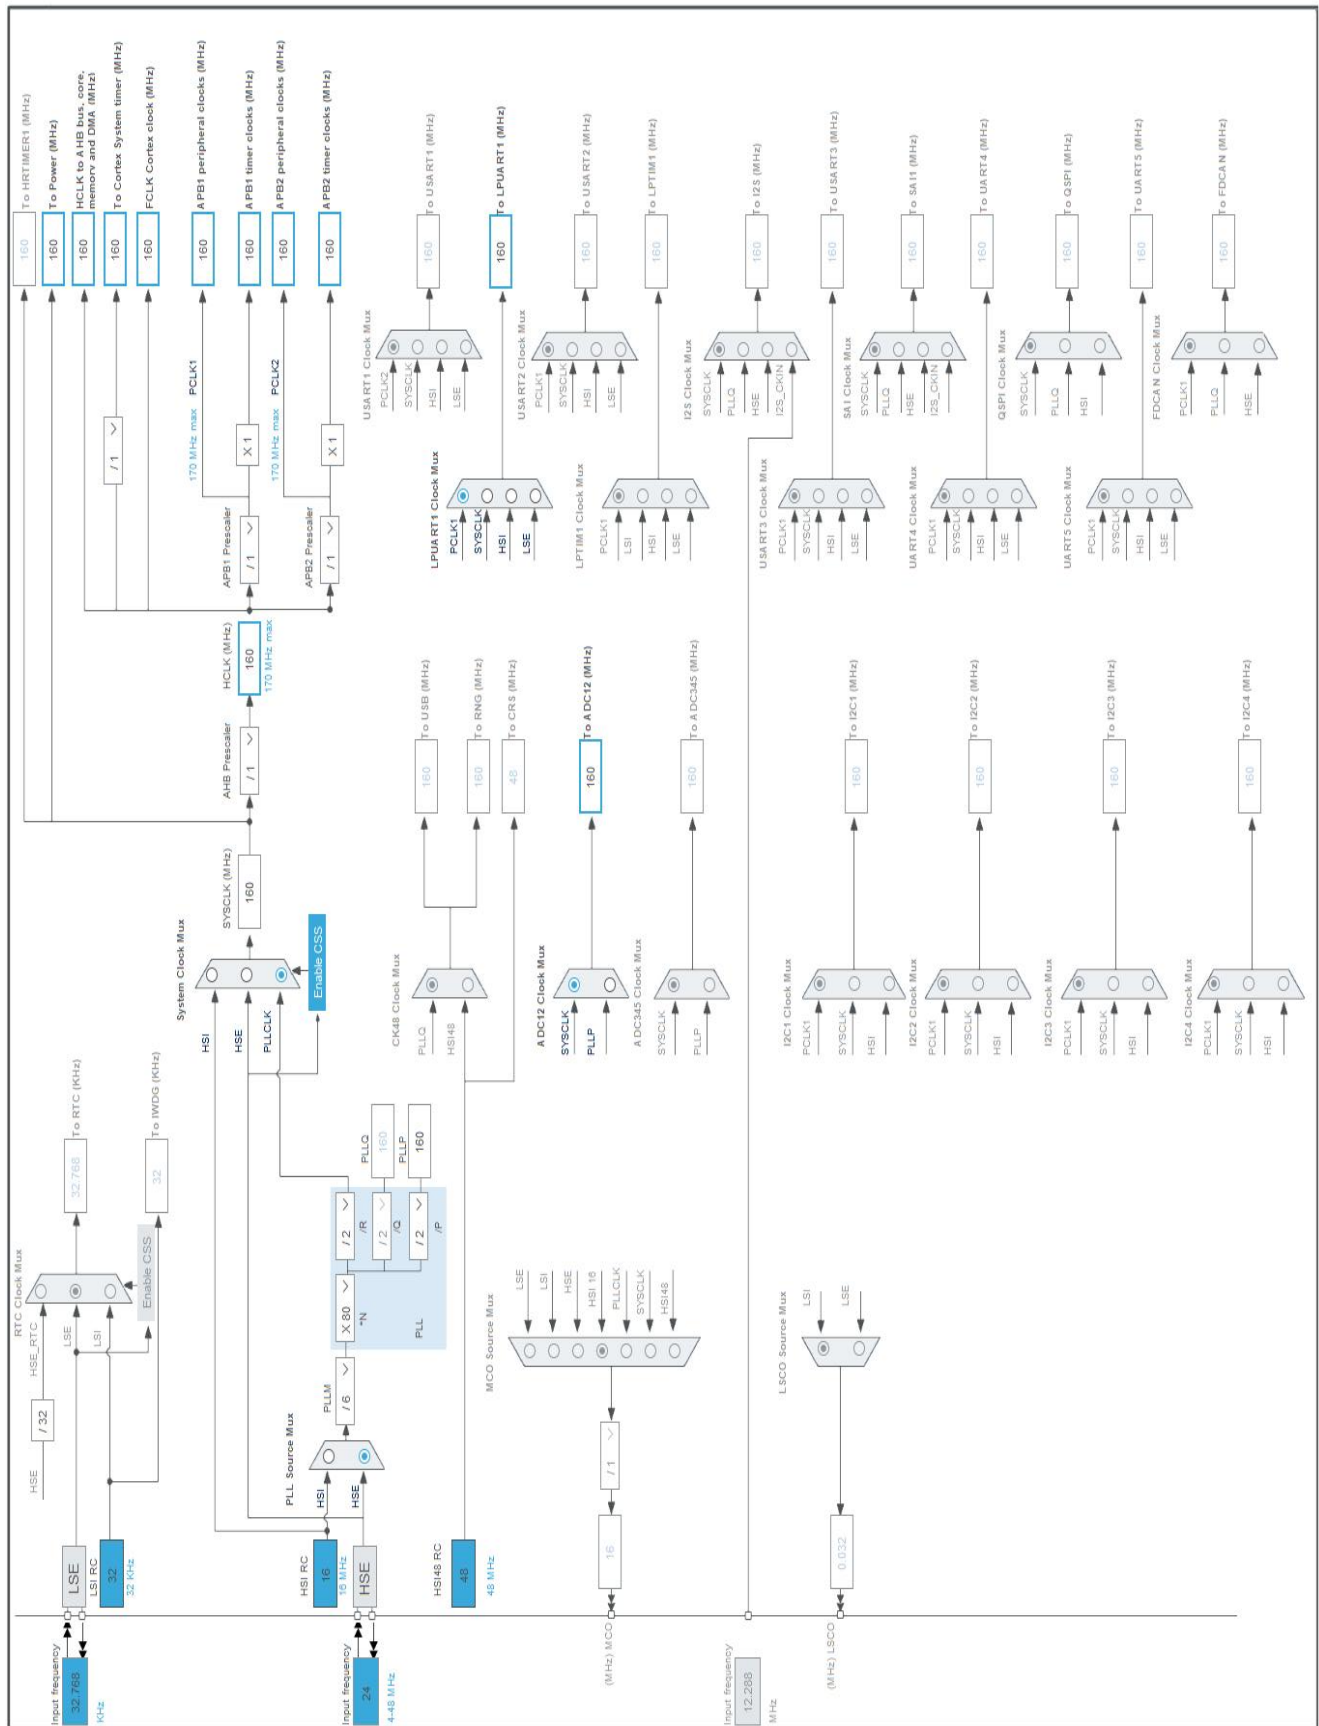 Input frequency
32.768
KHz
LSE
LSI RC
32
32 KHz
HSE
/ 32
HSE_RTC
LSE
LSI
RTC Clock Mux
Enable CSS
32.768
To RTC (KHz)
32
To IWDG (KHz)
Input frequency
24
4-48 MHz
HSI RC
16
16 MHz
HSE
HSI48 RC
48
48 MHz
PLL Source Mux
HSI
HSE
PLLM
/ 6
X 80
*N
PLL
/ 2
/R
/ 2
/Q
/ 2
/P
PLLQ
160
PLLP
160
System Clock Mux
HSI
HSE
PLLCLK
Enable CSS
SYSCLK (MHz)
160
AHB Prescaler
/ 1
HCLK (MHz)
160
170 MHz max
APB1 Prescaler
/ 1
APB2 Prescaler
/ 1
/ 1
170 MHz max
PCLK1
X 1
170 MHz max
PCLK2
X 1
160
To HRTIMER1 (MHz)
160
To Power (MHz)
160
HCLK to AHB bus, core,
memory and DMA (MHz)
160
To Cortex System timer (MHz)
160
FCLK Cortex clock (MHz)
160
APB1 peripheral clocks (MHz)
160
APB1 timer clocks (MHz)
160
APB2 peripheral clocks (MHz)
160
APB2 timer clocks (MHz)
CK48 Clock Mux
PLLQ
HSI48
160
To USB (MHz)
160
To RNG (MHz)
48
To CRS (MHz)
ADC12 Clock Mux
SYSCLK
PLLP
160
To ADC12 (MHz)
ADC345 Clock Mux
SYSCLK
PLLP
160
To ADC345 (MHz)
USART1 Clock Mux
PCLK2
SYSCLK
HSI
LSE
160
To USART1 (MHz)
LPUART1 Clock Mux
PCLK1
SYSCLK
HSI
LSE
160
To LPUART1 (MHz)
USART2 Clock Mux
PCLK1
SYSCLK
HSI
LSE
160
To USART2 (MHz)
LPTIM1 Clock Mux
PCLK1
LSI
HSI
LSE
160
To LPTIM1 (MHz)
I2S Clock Mux
SYSCLK
PLLQ
HSE
I2S_CKIN
160
To I2S (MHz)
USART3 Clock Mux
PCLK1
SYSCLK
HSI
LSE
160
To USART3 (MHz)
SAI Clock Mux
SYSCLK
PLLQ
HSE
I2S_CKIN
160
To SAI1 (MHz)
UART4 Clock Mux
PCLK1
SYSCLK
HSI
LSE
160
To UART4 (MHz)
QSPI Clock Mux
SYSCLK
PLLQ
HSI
160
To QSPI (MHz)
UART5 Clock Mux
PCLK1
SYSCLK
HSI
LSE
160
To UART5 (MHz)
FDCAN Clock Mux
PCLK1
PLLQ
HSE
160
To FDCAN (MHz)
I2C1 Clock Mux
PCLK1
SYSCLK
HSI
160
To I2C1 (MHz)
I2C2 Clock Mux
PCLK1
SYSCLK
HSI
160
To I2C2 (MHz)
I2C3 Clock Mux
PCLK1
SYSCLK
HSI
160
To I2C3 (MHz)
I2C4 Clock Mux
PCLK1
SYSCLK
HSI
160
To I2C4 (MHz)
MCO Source Mux
LSE
LSI
HSE
HSI 16
PLLCLK
SYSCLK
HSI48
/ 1
16
(MHz) MCO
Input frequency
12.288
MHz
LSCO Source Mux
LSI
LSE
0.032
(MHz) LSCO